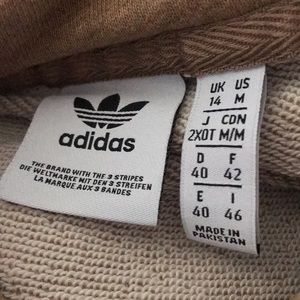 adidas
THE BRAND WITH THE 3 STRIPES
DIE WELTMARKE MIT DEN 3 STREIFEN
LA MARQUE AUX 3 BANDES
UK US
14 M
J CDN
2XOT M/M
D F
40 42
E I
40 46
MADE IN
PAKISTAN